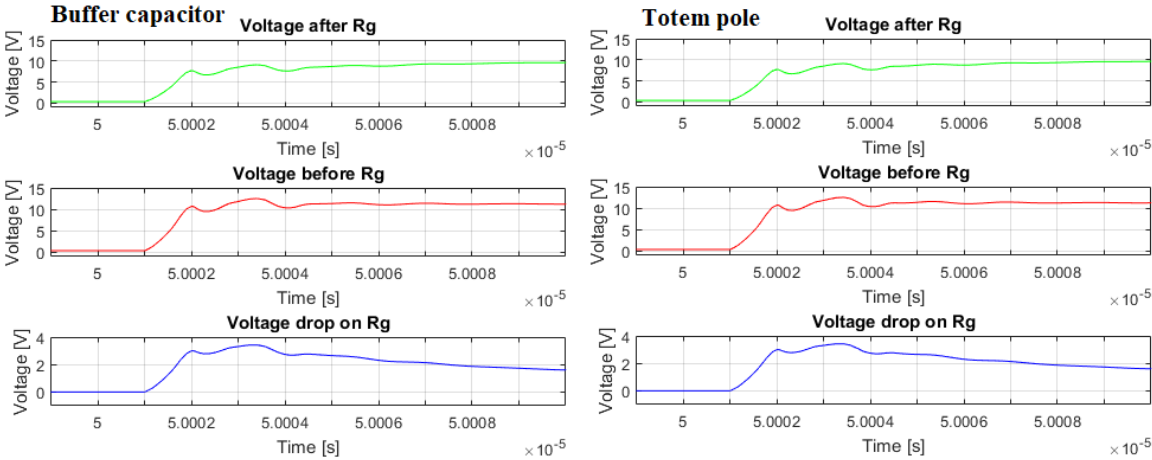 Buffer capacitor
Voltage after Rg
Voltage [V]
15
10
5
0
5
5.0002
5.0004
5.0006
5.0008
Time [s]
×10-5
Voltage before Rg
Voltage [V]
15
10
5
0
5
5.0002
5.0004
5.0006
5.0008
Time [s]
×10-5
Voltage drop on Rg
Voltage [V]
4
2
0
5
5.0002
5.0004
5.0006
5.0008
Time [s]
×10-5
Totem pole
Voltage after Rg
Voltage [V]
15
10
5
0
5
5.0002
5.0004
5.0006
5.0008
Time [s]
×10-5
Voltage before Rg
Voltage [V]
15
10
5
0
5
5.0002
5.0004
5.0006
5.0008
Time [s]
×10-5
Voltage drop on Rg
Voltage [V]
4
2
0
5
5.0002
5.0004
5.0006
5.0008
Time [s]
×10-5